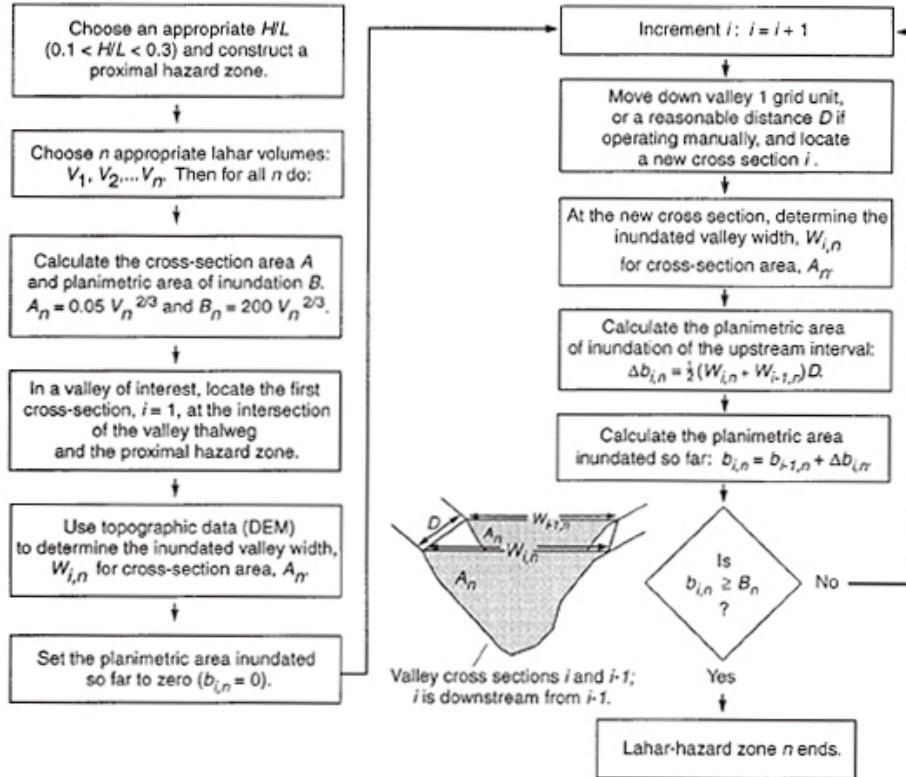 Choose an appropriate H/L
(0.1 < H/L < 0.3) and construct a
proximal hazard zone.
Choose n appropriate lahar volumes:
V₁, V₂,... Vₙ. Then for all n do:
Calculate the cross-section area A
and planimetric area of inundation B.
Aₙ = 0.05 Vₙ^2/3 and Bₙ = 200 Vₙ^2/3.
In a valley of interest, locate the first
cross-section, i = 1, at the intersection
of the valley thalweg
and the proximal hazard zone.
Use topographic data (DEM)
to determine the inundated valley width,
Wi,n for cross-section area, Aₙ.
Set the planimetric area inundated
so far to zero (bi,n = 0).
Increment i: i = i + 1
Move down valley 1 grid unit,
or a reasonable distance D if
operating manually, and locate
a new cross section i .
At the new cross section, determine the
inundated valley width, Wi,n
for cross-section area, Aₙ.
Calculate the planimetric area
of inundation of the upstream interval:
Δbi,n = ½ (Wi,n + Wi-1,n)D.
Calculate the planimetric area
inundated so far: bi,n = bi-1,n + Δbi,n.
D
Wi-1,n
Aₙ
Wi,n
Aₙ
Valley cross sections i and i-1;
i is downstream from i-1.
Is
bi,n ≥ Bₙ
?
No
Yes
Lahar-hazard zone n ends.